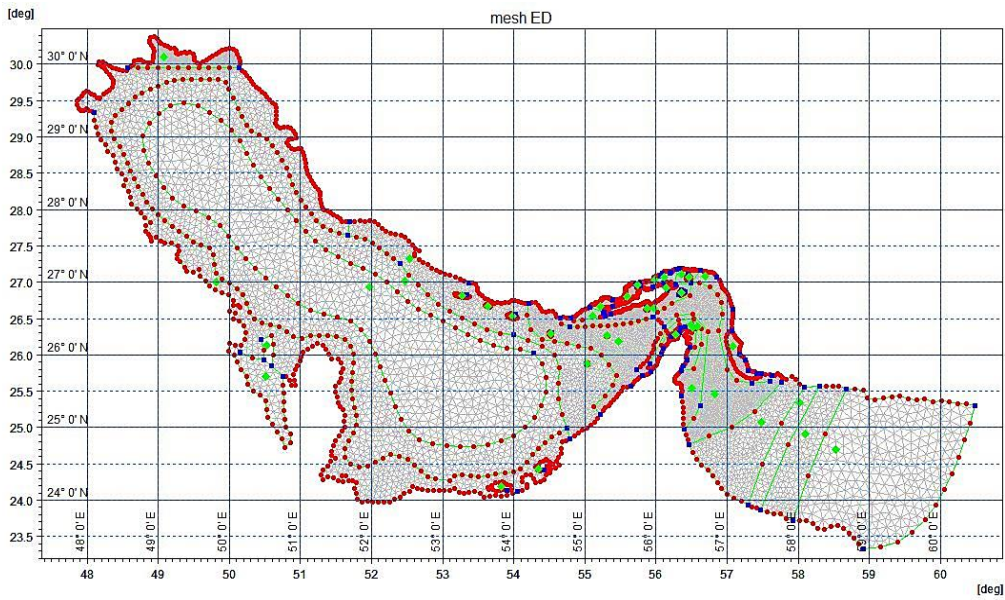 [deg]
mesh ED
30.0
30° 0' N
29.5
29.0
29° 0' N
28.5
28.0
28° 0' N
27.5
27.0
27° 0' N
26.5
26.0
26° 0' N
25.5
25.0
25° 0' N
24.5
24.0
24° 0' N
23.5
48° 0' E
49° 0' E
50° 0' E
51° 0' E
52° 0' E
53° 0' E
54° 0' E
55° 0' E
56° 0' E
57° 0' E
58° 0' E
59° 0' E
60° 0' E
48 49 50 51 52 53 54 55 56 57 58 59 60
[deg]